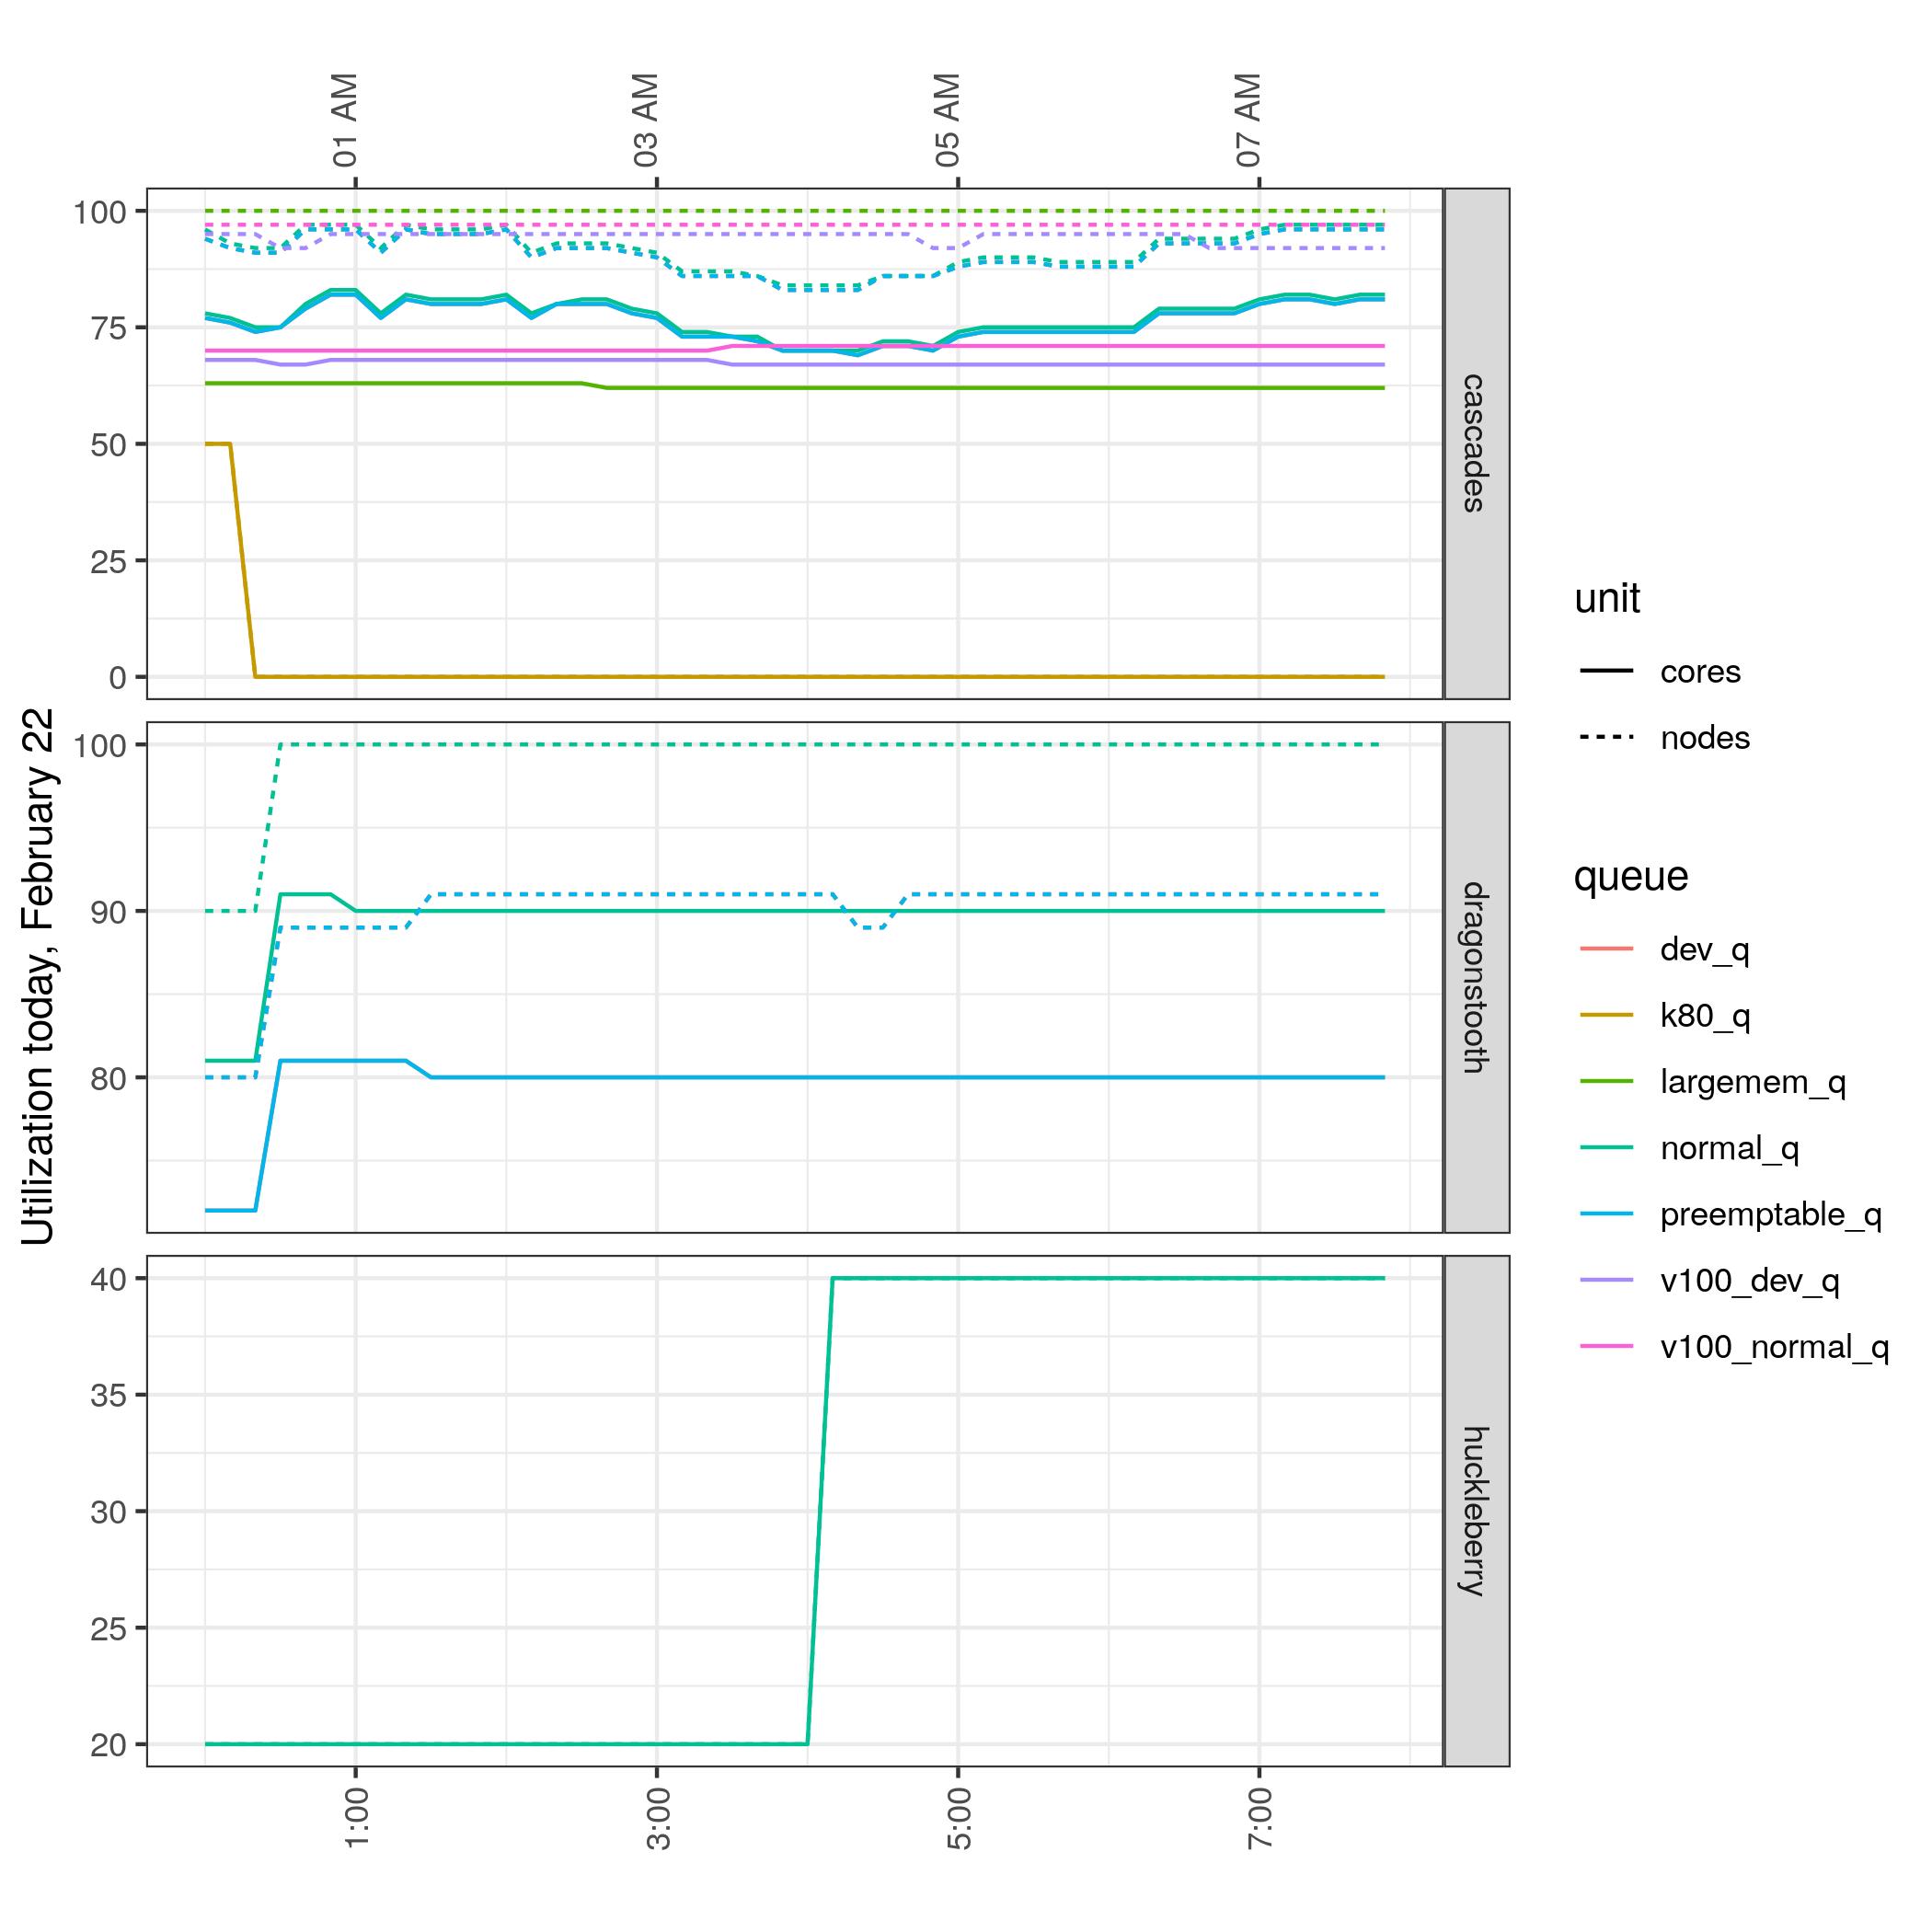 01 AM
03 AM
05 AM
07 AM
Utilization today, February 22
100
75
50
25
0
cascades
100
90
80
dragonstooth
40
35
30
25
20
huckleberry
1:00
3:00
5:00
7:00
unit
cores
nodes
queue
dev_q
k80_q
largemem_q
normal_q
preemptable_q
v100_dev_q
v100_normal_q